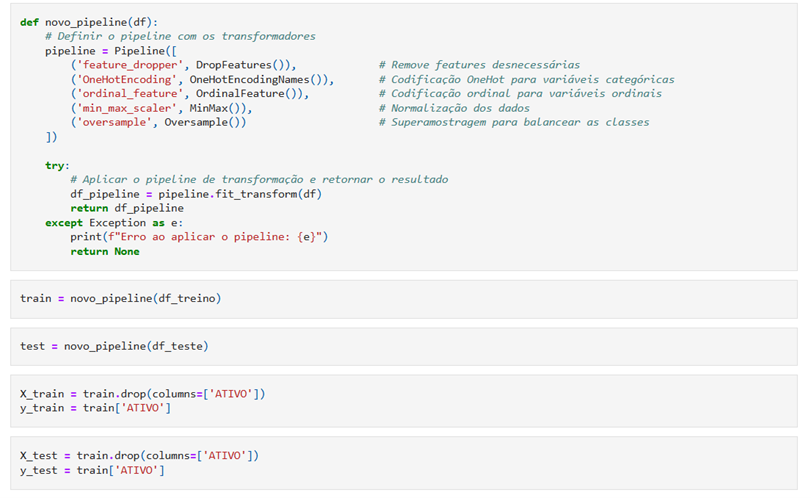 def novo_pipeline(df):
    # Definir o pipeline com os transformadores
    pipeline = Pipeline([
        ('feature_dropper', DropFeatures()),             # Remove features desnecessárias
        ('OneHotEncoding', OneHotEncodingNames()),       # Codificação OneHot para variáveis categóricas
        ('ordinal_feature', OrdinalFeature()),           # Codificação ordinal para variáveis ordinais
        ('min_max_scaler', MinMax()),                    # Normalização dos dados
        ('oversample', Oversample())                     # Superamostragem para balancear as classes
    ])
    try:
        # Aplicar o pipeline de transformação e retornar o resultado
        df_pipeline = pipeline.fit_transform(df)
        return df_pipeline
    except Exception as e:
        print(f"Erro ao aplicar o pipeline: {e}")
        return None
train = novo_pipeline(df_treino)
test = novo_pipeline(df_teste)
X_train = train.drop(columns=['ATIVO'])
y_train = train['ATIVO']
X_test = train.drop(columns=['ATIVO'])
y_test = train['ATIVO']